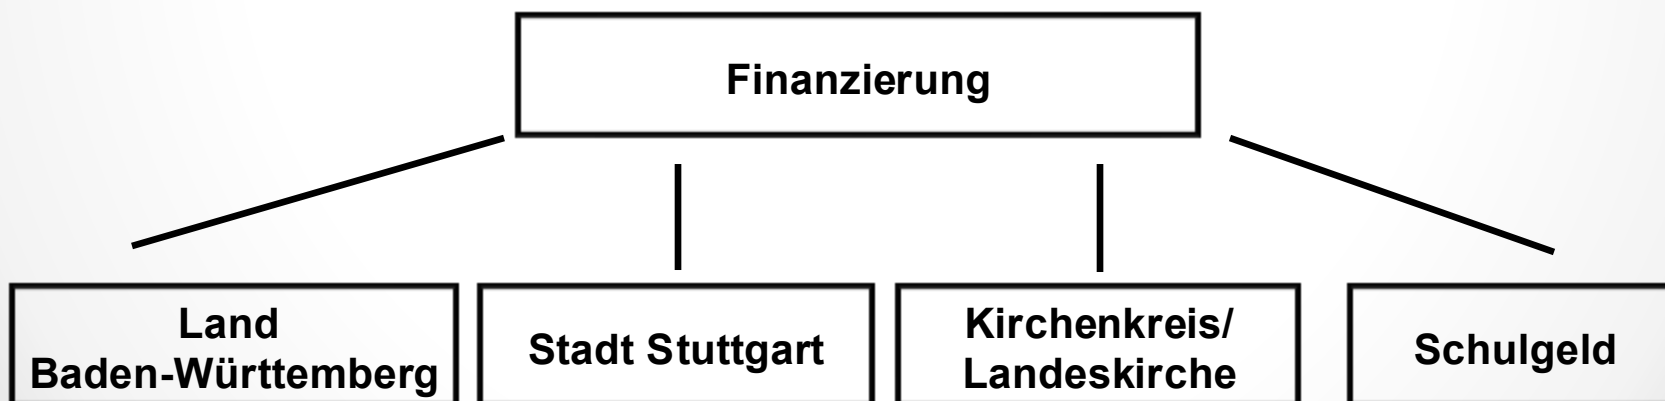 Finanzierung
Land
Baden-Württemberg
Stadt Stuttgart
Kirchenkreis/
Landeskirche
Schulgeld